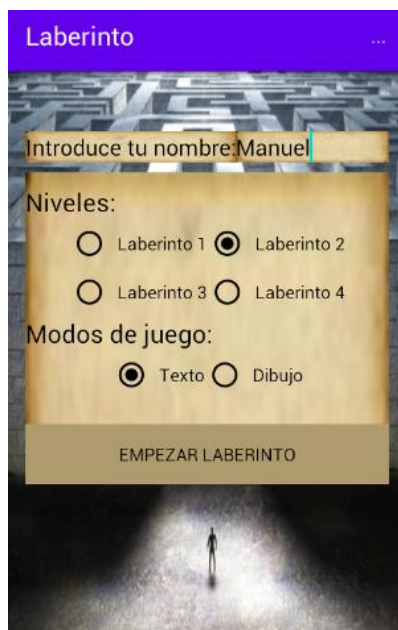 Laberinto ...
Introduce tu nombre:Manuel
Niveles:
Laberinto 1 Laberinto 2
Laberinto 3 Laberinto 4
Modos de juego:
Texto Dibujo
EMPEZAR LABERINTO